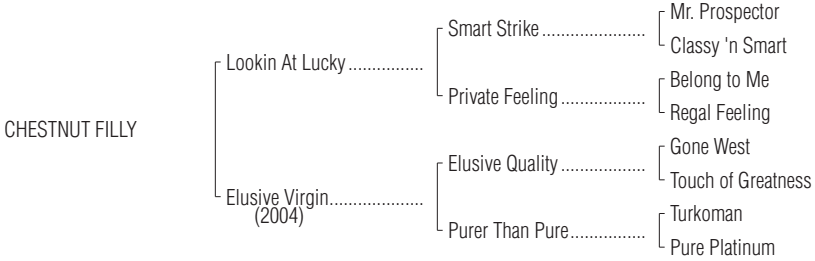 Mr. Prospector
Smart Strike ......................
Classy 'n Smart
Lookin At Lucky ................
Belong to Me
Private Feeling ..................
Regal Feeling
CHESTNUT FILLY
Gone West
Elusive Quality ..................
Touch of Greatness
Elusive Virgin....................
(2004)
Turkoman
Purer Than Pure................
Pure Platinum